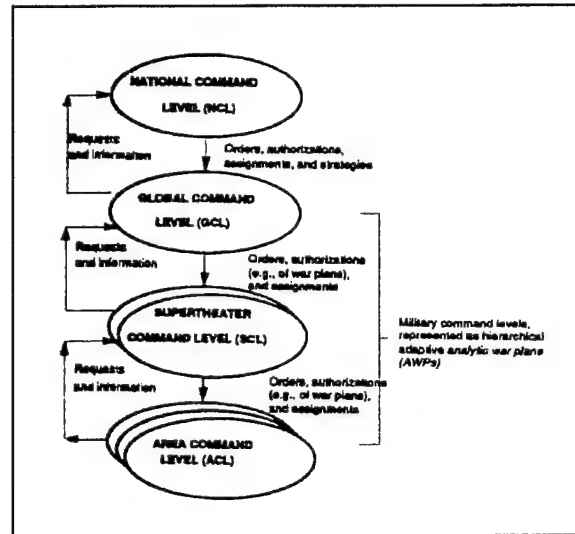 NATIONAL COMMAND
LEVEL (NCL)
Requests
and information
Orders, authorizations,
assignments, and strategies
GLOBAL COMMAND
LEVEL (GCL)
Requests
and information
Orders, authorizations
(e.g., of war plans),
and assignments
SUPERTHEATER
COMMAND LEVEL (SCL)
Military command levels,
represented as hierarchical
adaptive analytic war plans
(AWPs)
Requests
and information
Orders, authorizations
(e.g., of war plans),
and assignments
AREA COMMAND
LEVEL (ACL)